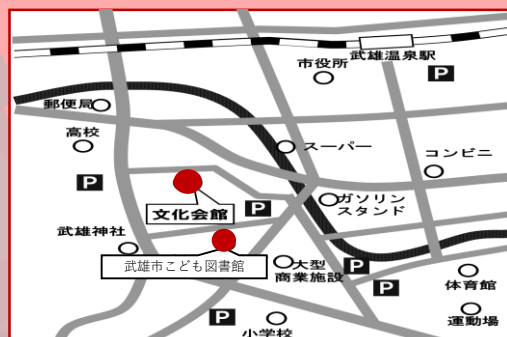 武雄温泉駅
市役所
P
郵便局
高校
スーパー
コンビニ
P
ガソリン
スタンド
文化会館
P
武雄神社
武雄市こども図書館
大型
商業施設
P
P
体育館
P
小学校
運動場